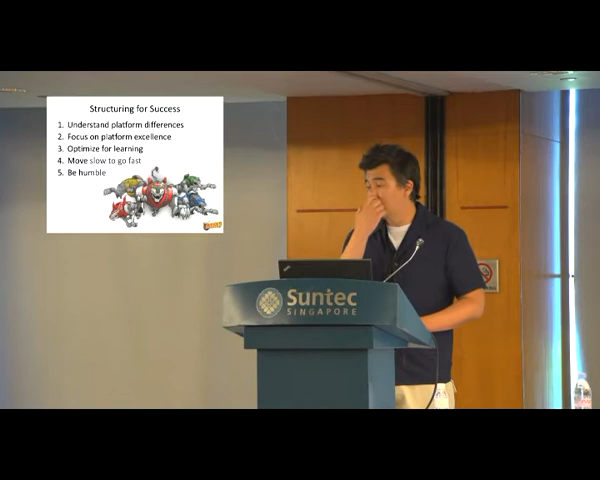 Structuring for Success
1. Understand platform differences
2. Focus on platform excellence
3. Optimize for learning
4. Move slow to go fast
5. Be humble
Suntec
SINGAPORE